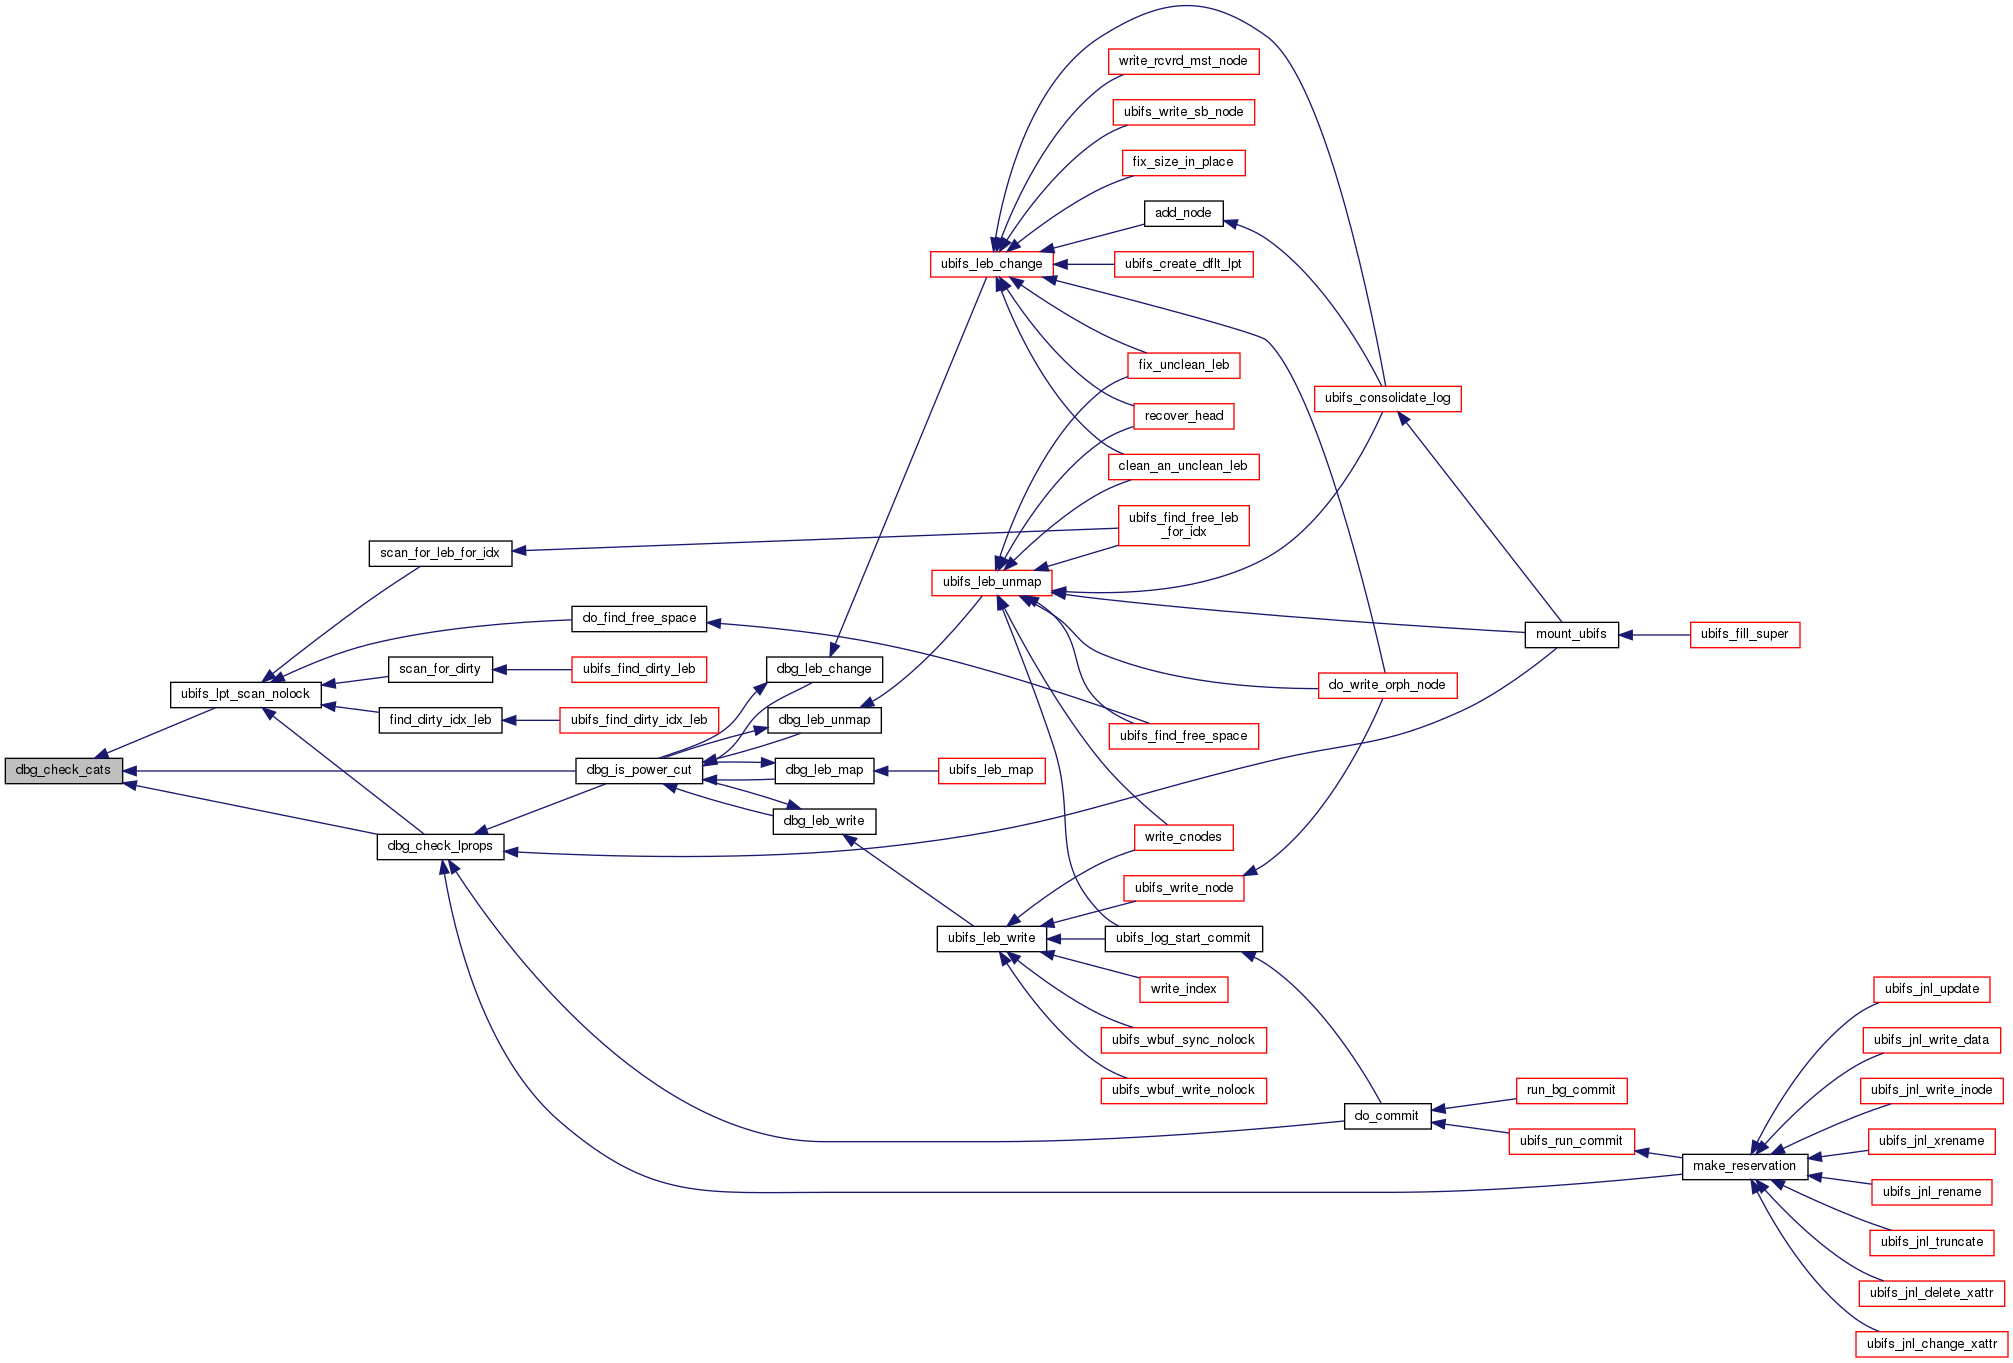 write_rcvrd_mst_node
ubifs_write_sb_node
fix_size_in_place
add_node
ubifs_leb_change
ubifs_create_dflt_lpt
fix_unclean_leb
ubifs_consolidate_log
recover_head
clean_an_unclean_leb
ubifs_find_free_leb
_for_idx
scan_for_leb_for_idx
ubifs_leb_unmap
do_find_free_space
mount_ubifs
ubifs_fill_super
scan_for_dirty
ubifs_find_dirty_leb
dbg_leb_change
do_write_orph_node
ubifs_lpt_scan_nolock
find_dirty_idx_leb
ubifs_find_dirty_idx_leb
dbg_leb_unmap
ubifs_find_free_space
dbg_check_cats
dbg_is_power_cut
dbg_leb_map
ubifs_leb_map
dbg_leb_write
write_cnodes
dbg_check_lprops
ubifs_write_node
ubifs_leb_write
ubifs_log_start_commit
write_index
ubifs_jnl_update
ubifs_wbuf_sync_nolock
ubifs_jnl_write_data
ubifs_wbuf_write_nolock
run_bg_commit
ubifs_jnl_write_inode
do_commit
ubifs_run_commit
ubifs_jnl_xrename
make_reservation
ubifs_jnl_rename
ubifs_jnl_truncate
ubifs_jnl_delete_xattr
ubifs_jnl_change_xattr